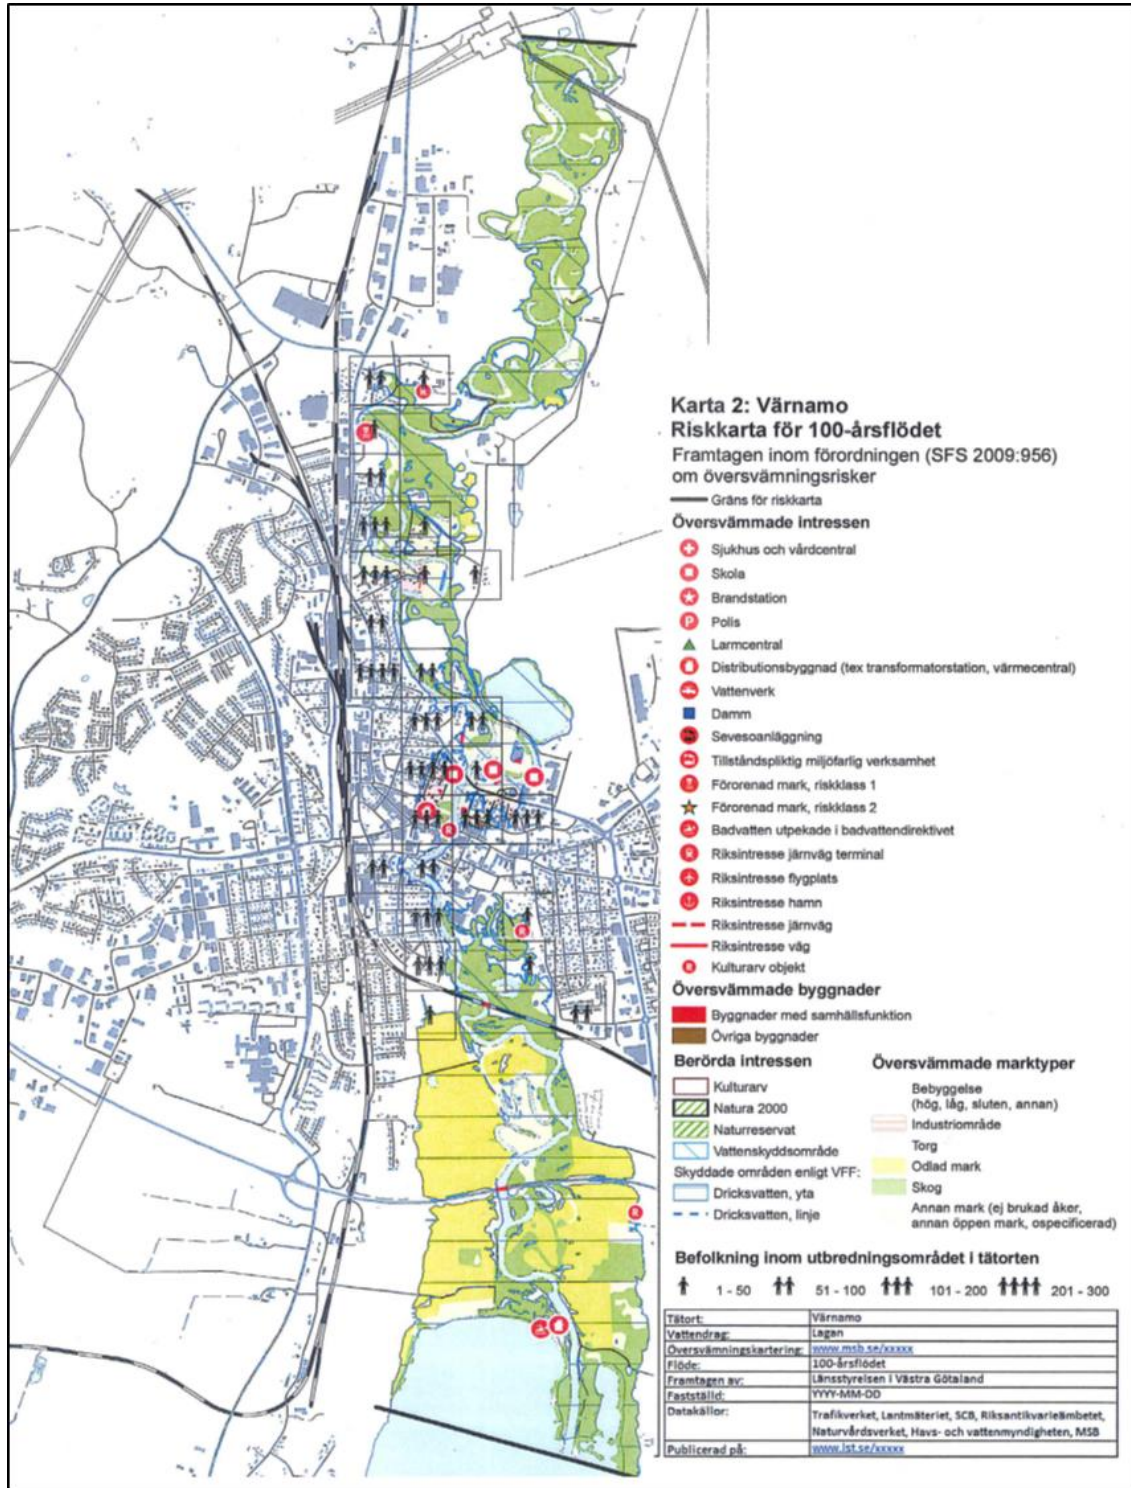 Karta 2: Värnamo
Riskkarta för 100-årsflödet
Framtagen inom förordningen (SFS 2009:956)
om översvämningsrisker
Gräns för riskkarta
Översvämmade intressen
Sjukhus och vårdcentral
Skola
Brandstation
P Polis
Larmcentral
Distributionsbyggnad (tex transformatorstation, värmecentral)
Vattenverk
Damm
Sevesoanläggning
Tillståndspliktig miljöfarlig verksamhet
Förorenad mark, riskklass 1
Förorenad mark, riskklass 2
Badvatten utpekade i badvattendirektivet
Riksintresse järnväg terminal
Riksintresse flygplats
Riksintresse hamn
Riksintresse järnväg
Riksintresse väg
R Kulturarv objekt
Översvämmade byggnader
Byggnader med samhällsfunktion
Övriga byggnader
Berörda intressen
Kulturarv
Natura 2000
Naturreservat
Vattenskyddsområde
Skyddade områden enligt VFF:
Dricksvatten, yta
Dricksvatten, linje
Översvämmade marktyper
Bebyggelse
(hög, låg, sluten, annan)
Industriområde
Torg
Odlad mark
Skog
Annan mark (ej brukad åker,
annan öppen mark, ospecificerad)
Befolkning inom utbredningsområdet i tätorten
1 - 50 51 - 100 101 - 200 201 - 300
Tätort: Värnamo
Vattendrag: Lagan
Översvämningskartering: www.msb.se/xxxxx
Flöde: 100-årsflödet
Framtagen av: Länsstyrelsen i Västra Götaland
Fastställd: YYYY-MM-DD
Datakällor: Trafikverket, Lantmäteriet, SCB, Riksantikvarieämbetet,
Naturvårdsverket, Havs- och vattenmyndigheten, MSB
Publicerad på: www.lst.se/xxxxx
R
R
R
R